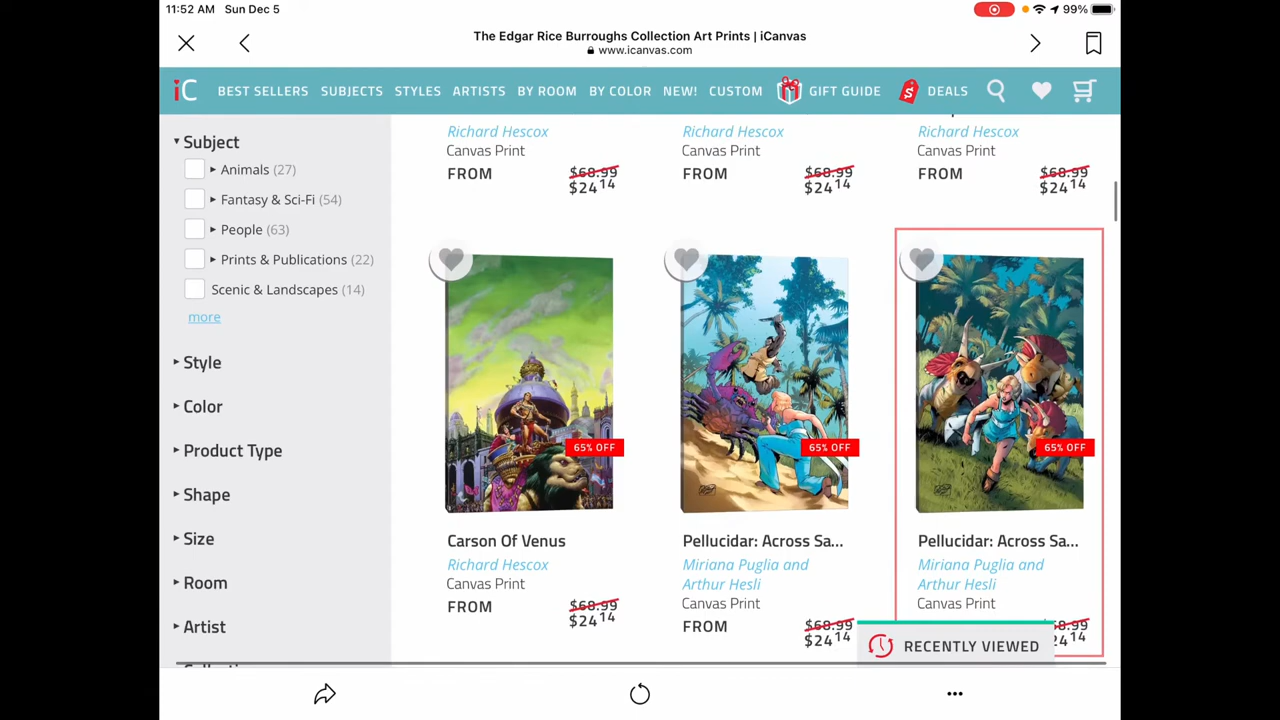 11:52 AM Sun Dec 5
99%
The Edgar Rice Burroughs Collection Art Prints | iCanvas
www.icanvas.com
iC BEST SELLERS SUBJECTS STYLES ARTISTS BY ROOM BY COLOR NEW! CUSTOM GIFT GUIDE $ DEALS
Subject
Animals (27)
Fantasy & Sci-Fi (54)
People (63)
Prints & Publications (22)
Scenic & Landscapes (14)
more
Style
Color
Product Type
Shape
Size
Room
Artist
Richard Hescox
Canvas Print
FROM $68.99
$24 14
Richard Hescox
Canvas Print
FROM $68.99
$24 14
Richard Hescox
Canvas Print
FROM $68.99
$24 14
65% OFF
Carson Of Venus
Richard Hescox
Canvas Print
FROM $68.99
$24 14
65% OFF
Pellucidar: Across Sa...
Miriana Puglia and
Arthur Hesli
Canvas Print
FROM $68.99
$24 14
65% OFF
Pellucidar: Across Sa...
Miriana Puglia and
Arthur Hesli
Canvas Print
RECENTLY VIEWED